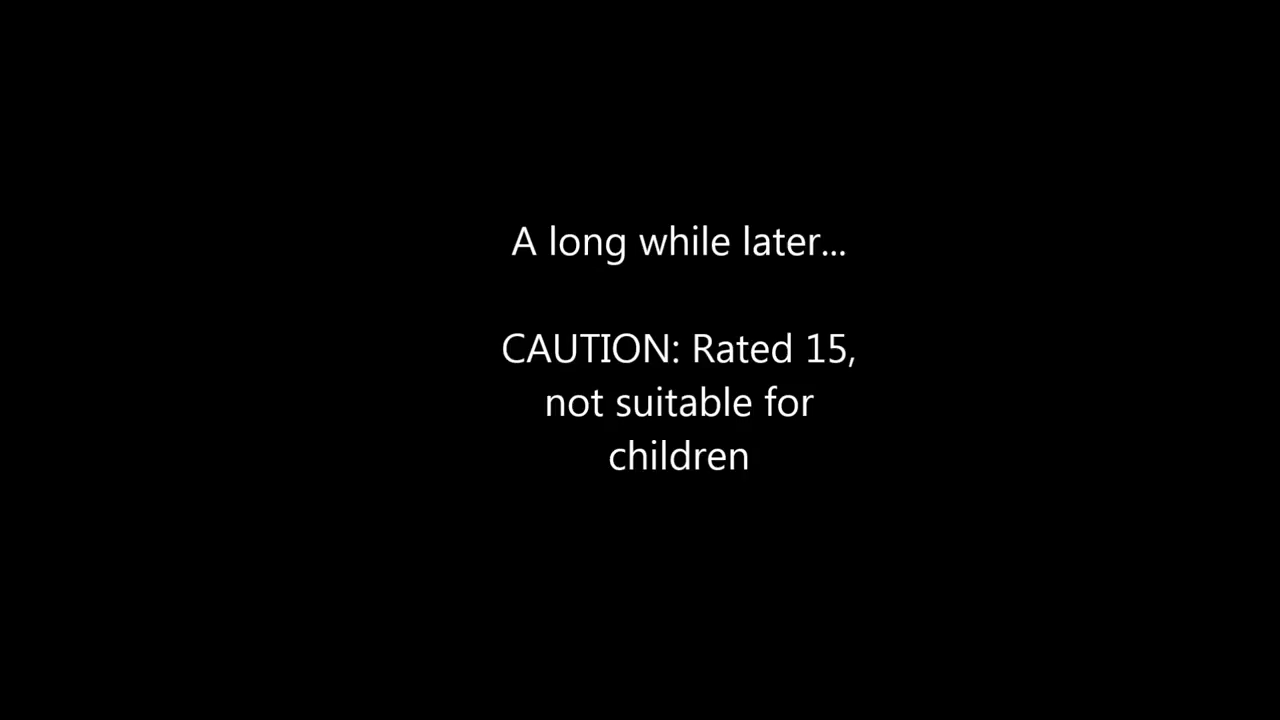 A long while later...
CAUTION: Rated 15,
not suitable for
children